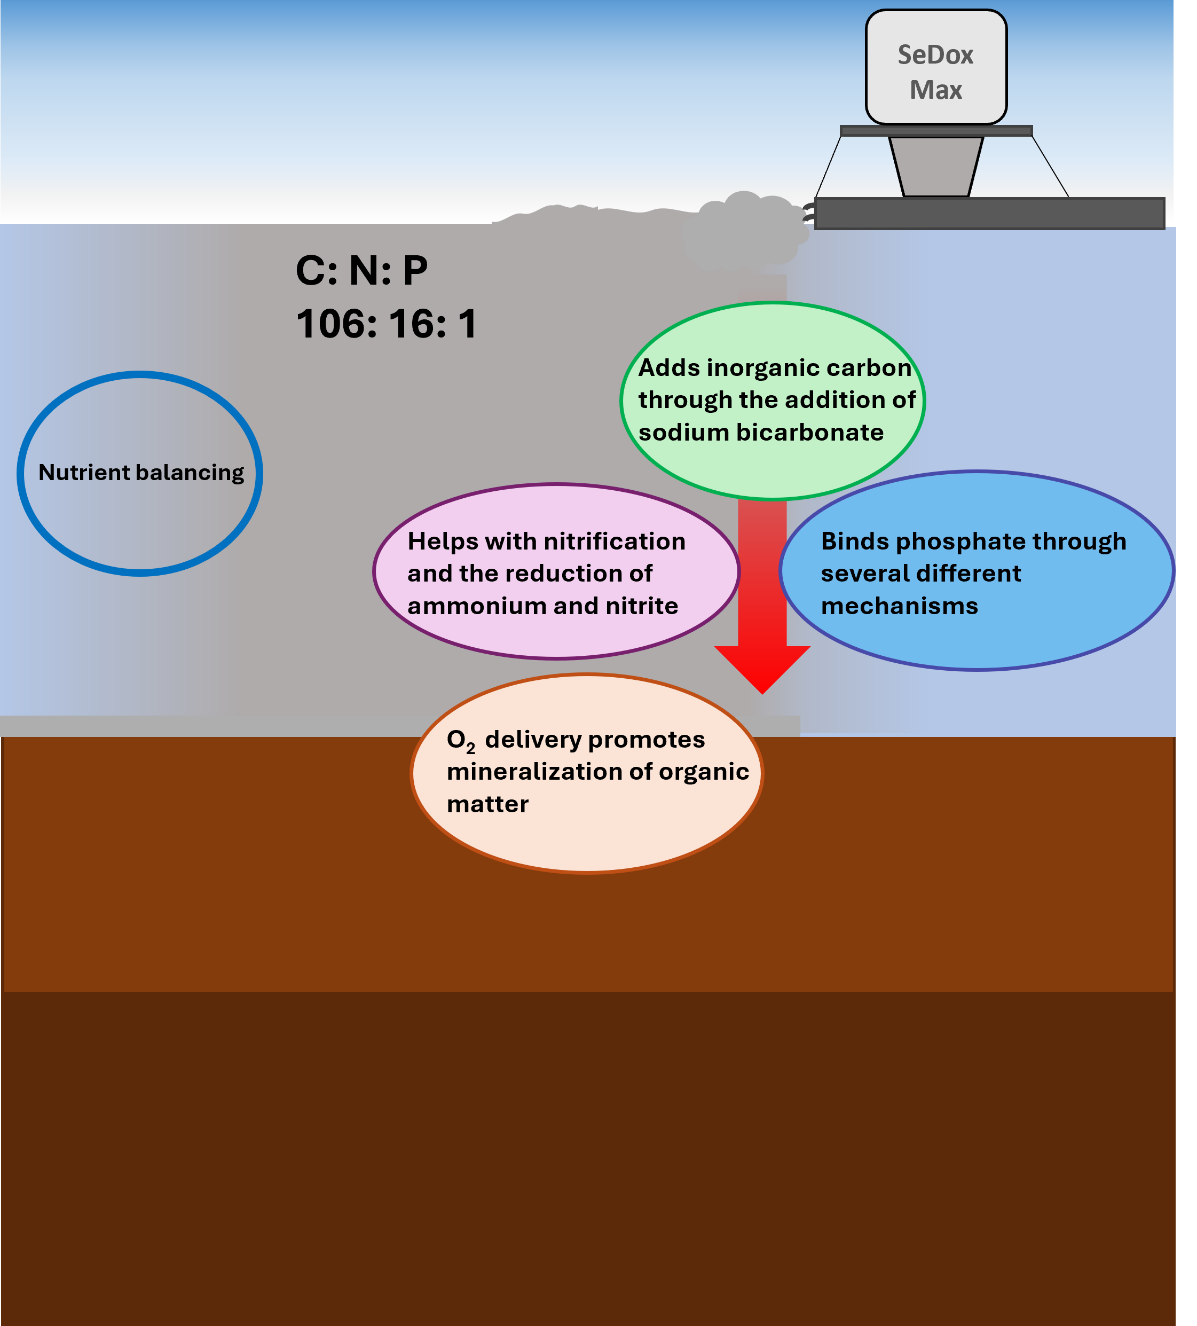 SeDox
Max
C: N: P
106: 16: 1
Adds inorganic carbon
through the addition of
sodium bicarbonate
Nutrient balancing
Helps with nitrification
and the reduction of
ammonium and nitrite
Binds phosphate through
several different
mechanisms
O₂ delivery promotes
mineralization of organic
matter